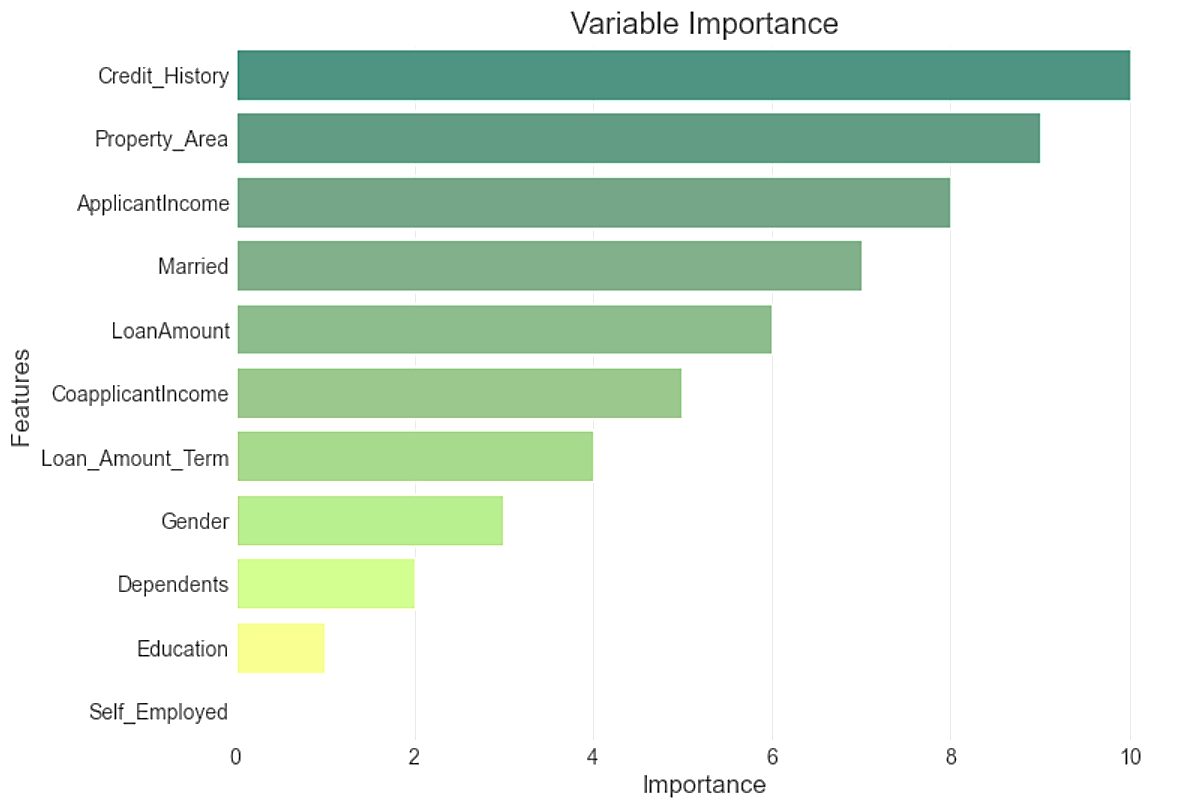 Variable Importance
Credit_History
Property_Area
ApplicantIncome
Married
LoanAmount
CoapplicantIncome
Loan_Amount_Term
Gender
Dependents
Education
Self_Employed
Features
0 2 4 6 8 10
Importance